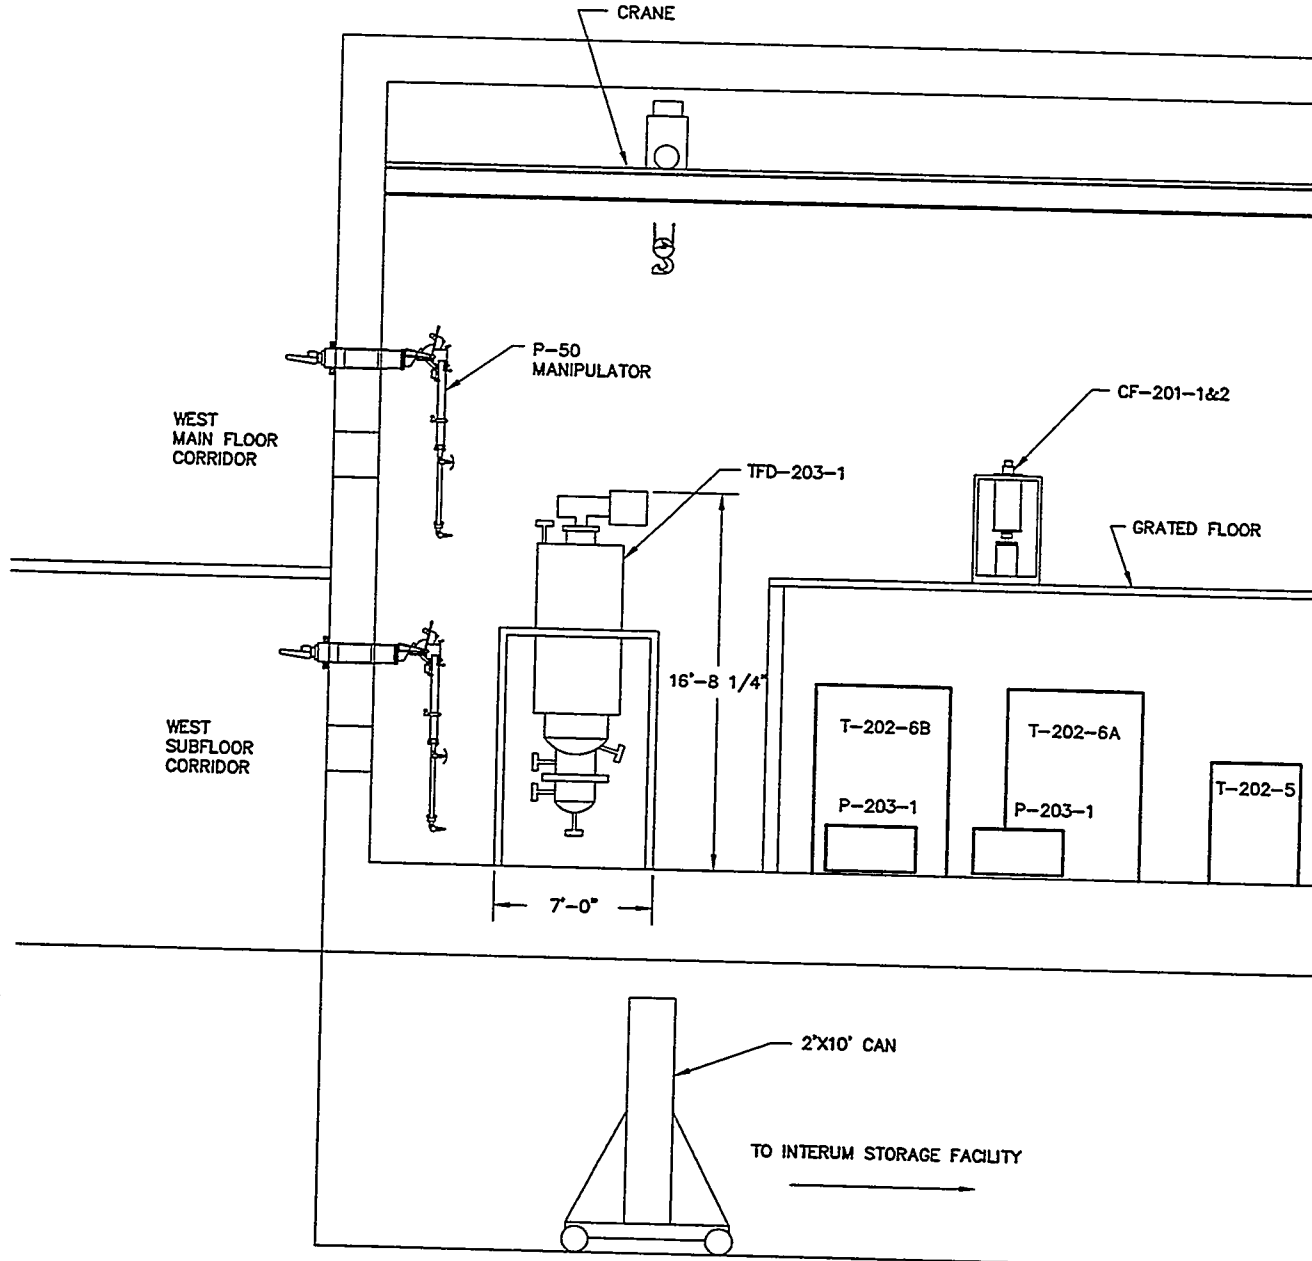 CRANE
P-50
MANIPULATOR
CF-201-1&2
WEST
MAIN FLOOR
CORRIDOR
TFD-203-1
GRATED FLOOR
16'-8 1/4"
WEST
SUBFLOOR
CORRIDOR
T-202-6B
T-202-6A
T-202-5
P-203-1
P-203-1
7'-0"
2'X10' CAN
TO INTERUM STORAGE FACILITY